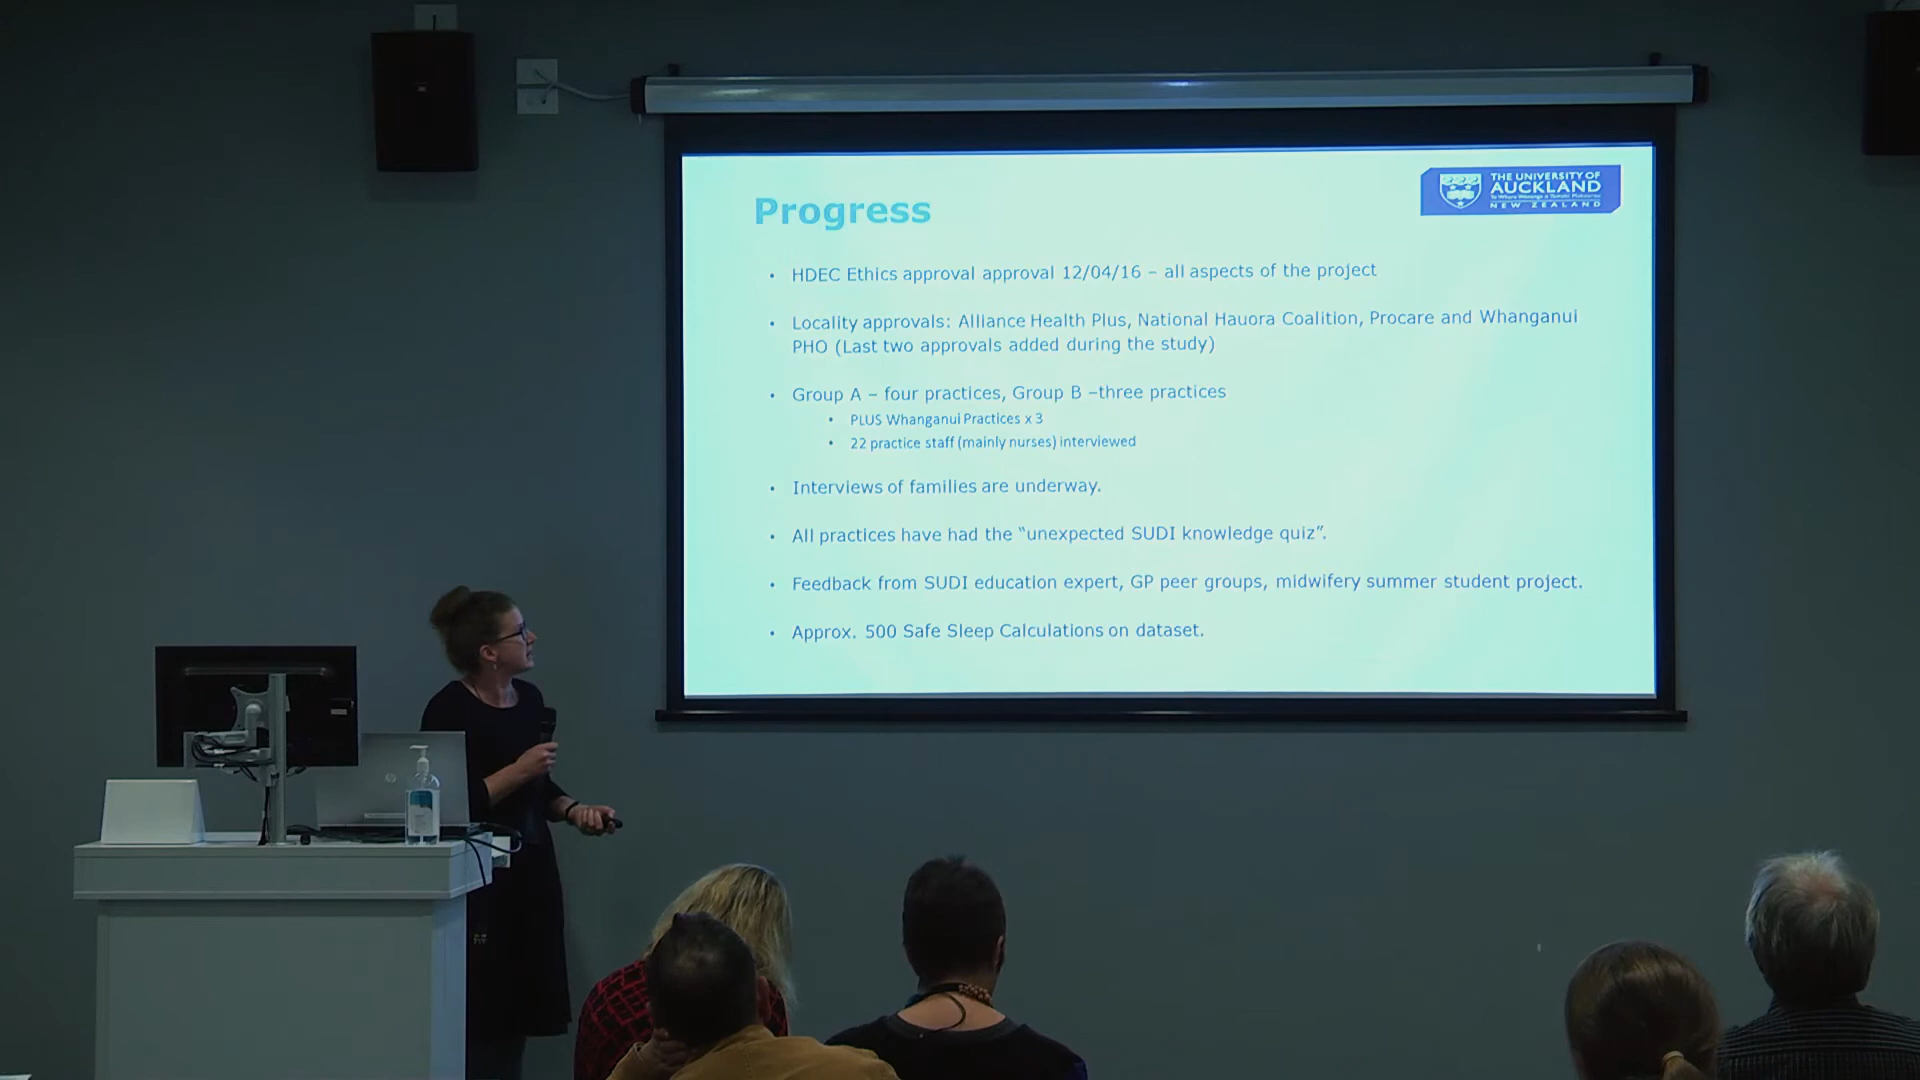 THE UNIVERSITY OF
AUCKLAND
NEW ZEALAND
Progress
• HDEC Ethics approval approval 12/04/16 – all aspects of the project
• Locality approvals: Alliance Health Plus, National Hauora Coalition, Procare and Whanganui
PHO (Last two approvals added during the study)
• Group A – four practices, Group B –three practices
• PLUS Whanganui Practices x 3
• 22 practice staff (mainly nurses) interviewed
• Interviews of families are underway.
• All practices have had the “unexpected SUDI knowledge quiz”.
• Feedback from SUDI education expert, GP peer groups, midwifery summer student project.
• Approx. 500 Safe Sleep Calculations on dataset.